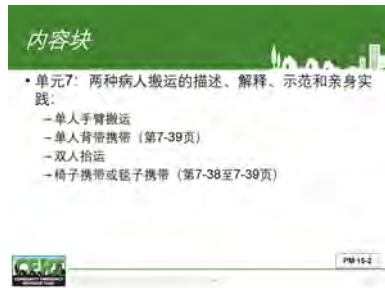 内容块
• 单元7：两种病人搬运的描述、解释、示范和亲身实
践：
–单人手臂搬运
–单人背带携带（第7-39页）
–双人抬运
–椅子携带或毯子携带（第7-38至7-39页）
PM-15-2